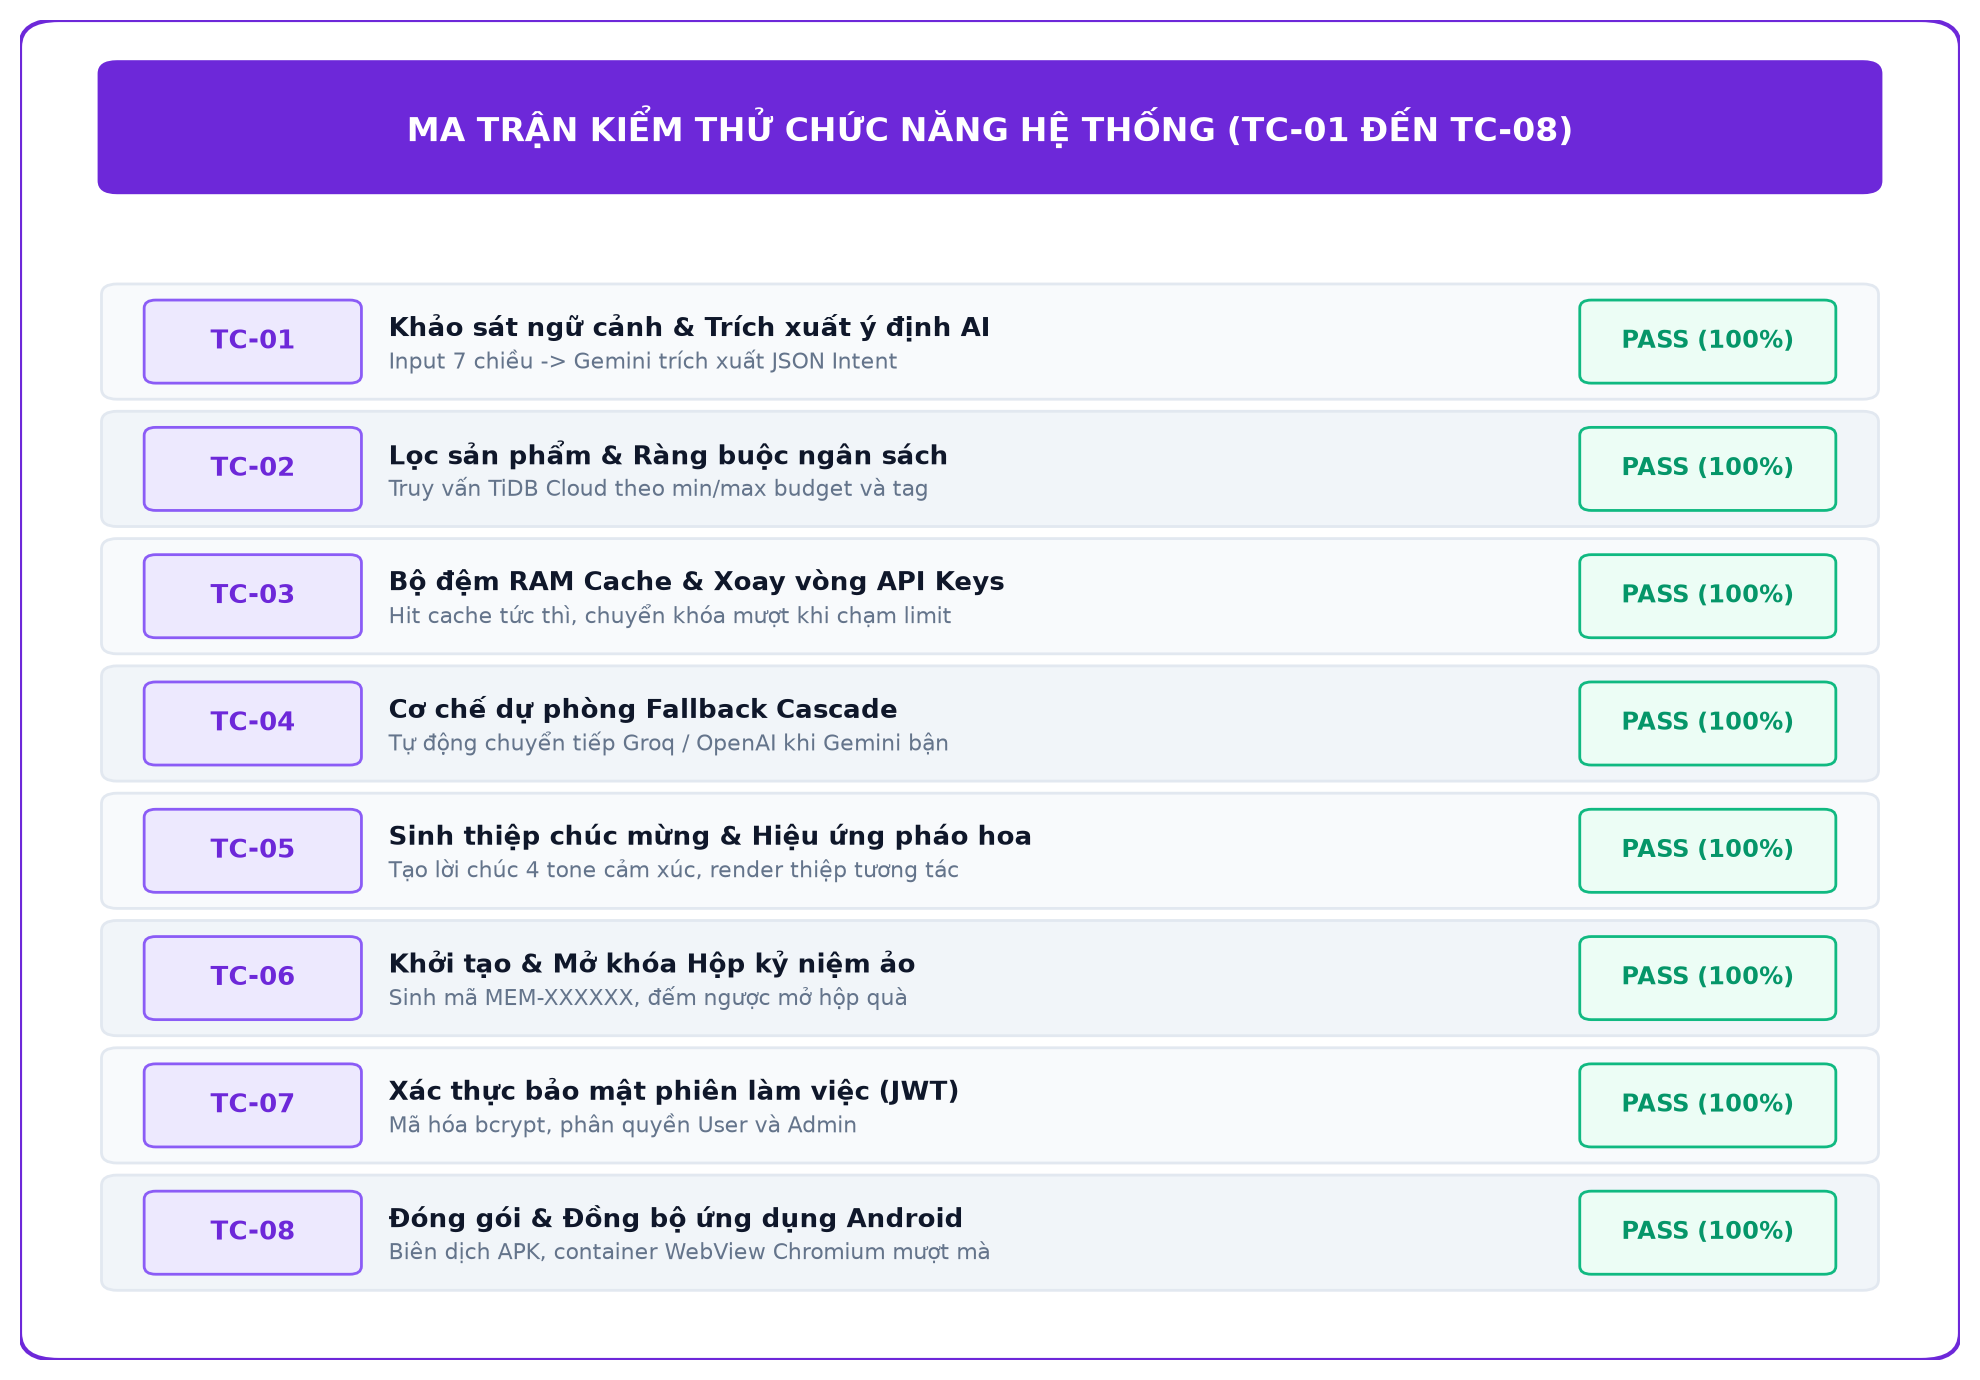 MA TRẬN KIỂM THỬ CHỨC NĂNG HỆ THỐNG (TC-01 ĐẾN TC-08)
TC-01
Khảo sát ngữ cảnh & Trích xuất ý định AI
Input 7 chiều -> Gemini trích xuất JSON Intent
PASS (100%)
TC-02
Lọc sản phẩm & Ràng buộc ngân sách
Truy vấn TiDB Cloud theo min/max budget và tag
PASS (100%)
TC-03
Bộ đệm RAM Cache & Xoay vòng API Keys
Hit cache tức thì, chuyển khóa mượt khi chạm limit
PASS (100%)
TC-04
Cơ chế dự phòng Fallback Cascade
Tự động chuyển tiếp Groq / OpenAI khi Gemini bận
PASS (100%)
TC-05
Sinh thiệp chúc mừng & Hiệu ứng pháo hoa
Tạo lời chúc 4 tone cảm xúc, render thiệp tương tác
PASS (100%)
TC-06
Khởi tạo & Mở khóa Hộp kỷ niệm ảo
Sinh mã MEM-XXXXXX, đếm ngược mở hộp quà
PASS (100%)
TC-07
Xác thực bảo mật phiên làm việc (JWT)
Mã hóa bcrypt, phân quyền User và Admin
PASS (100%)
TC-08
Đóng gói & Đồng bộ ứng dụng Android
Biên dịch APK, container WebView Chromium mượt mà
PASS (100%)